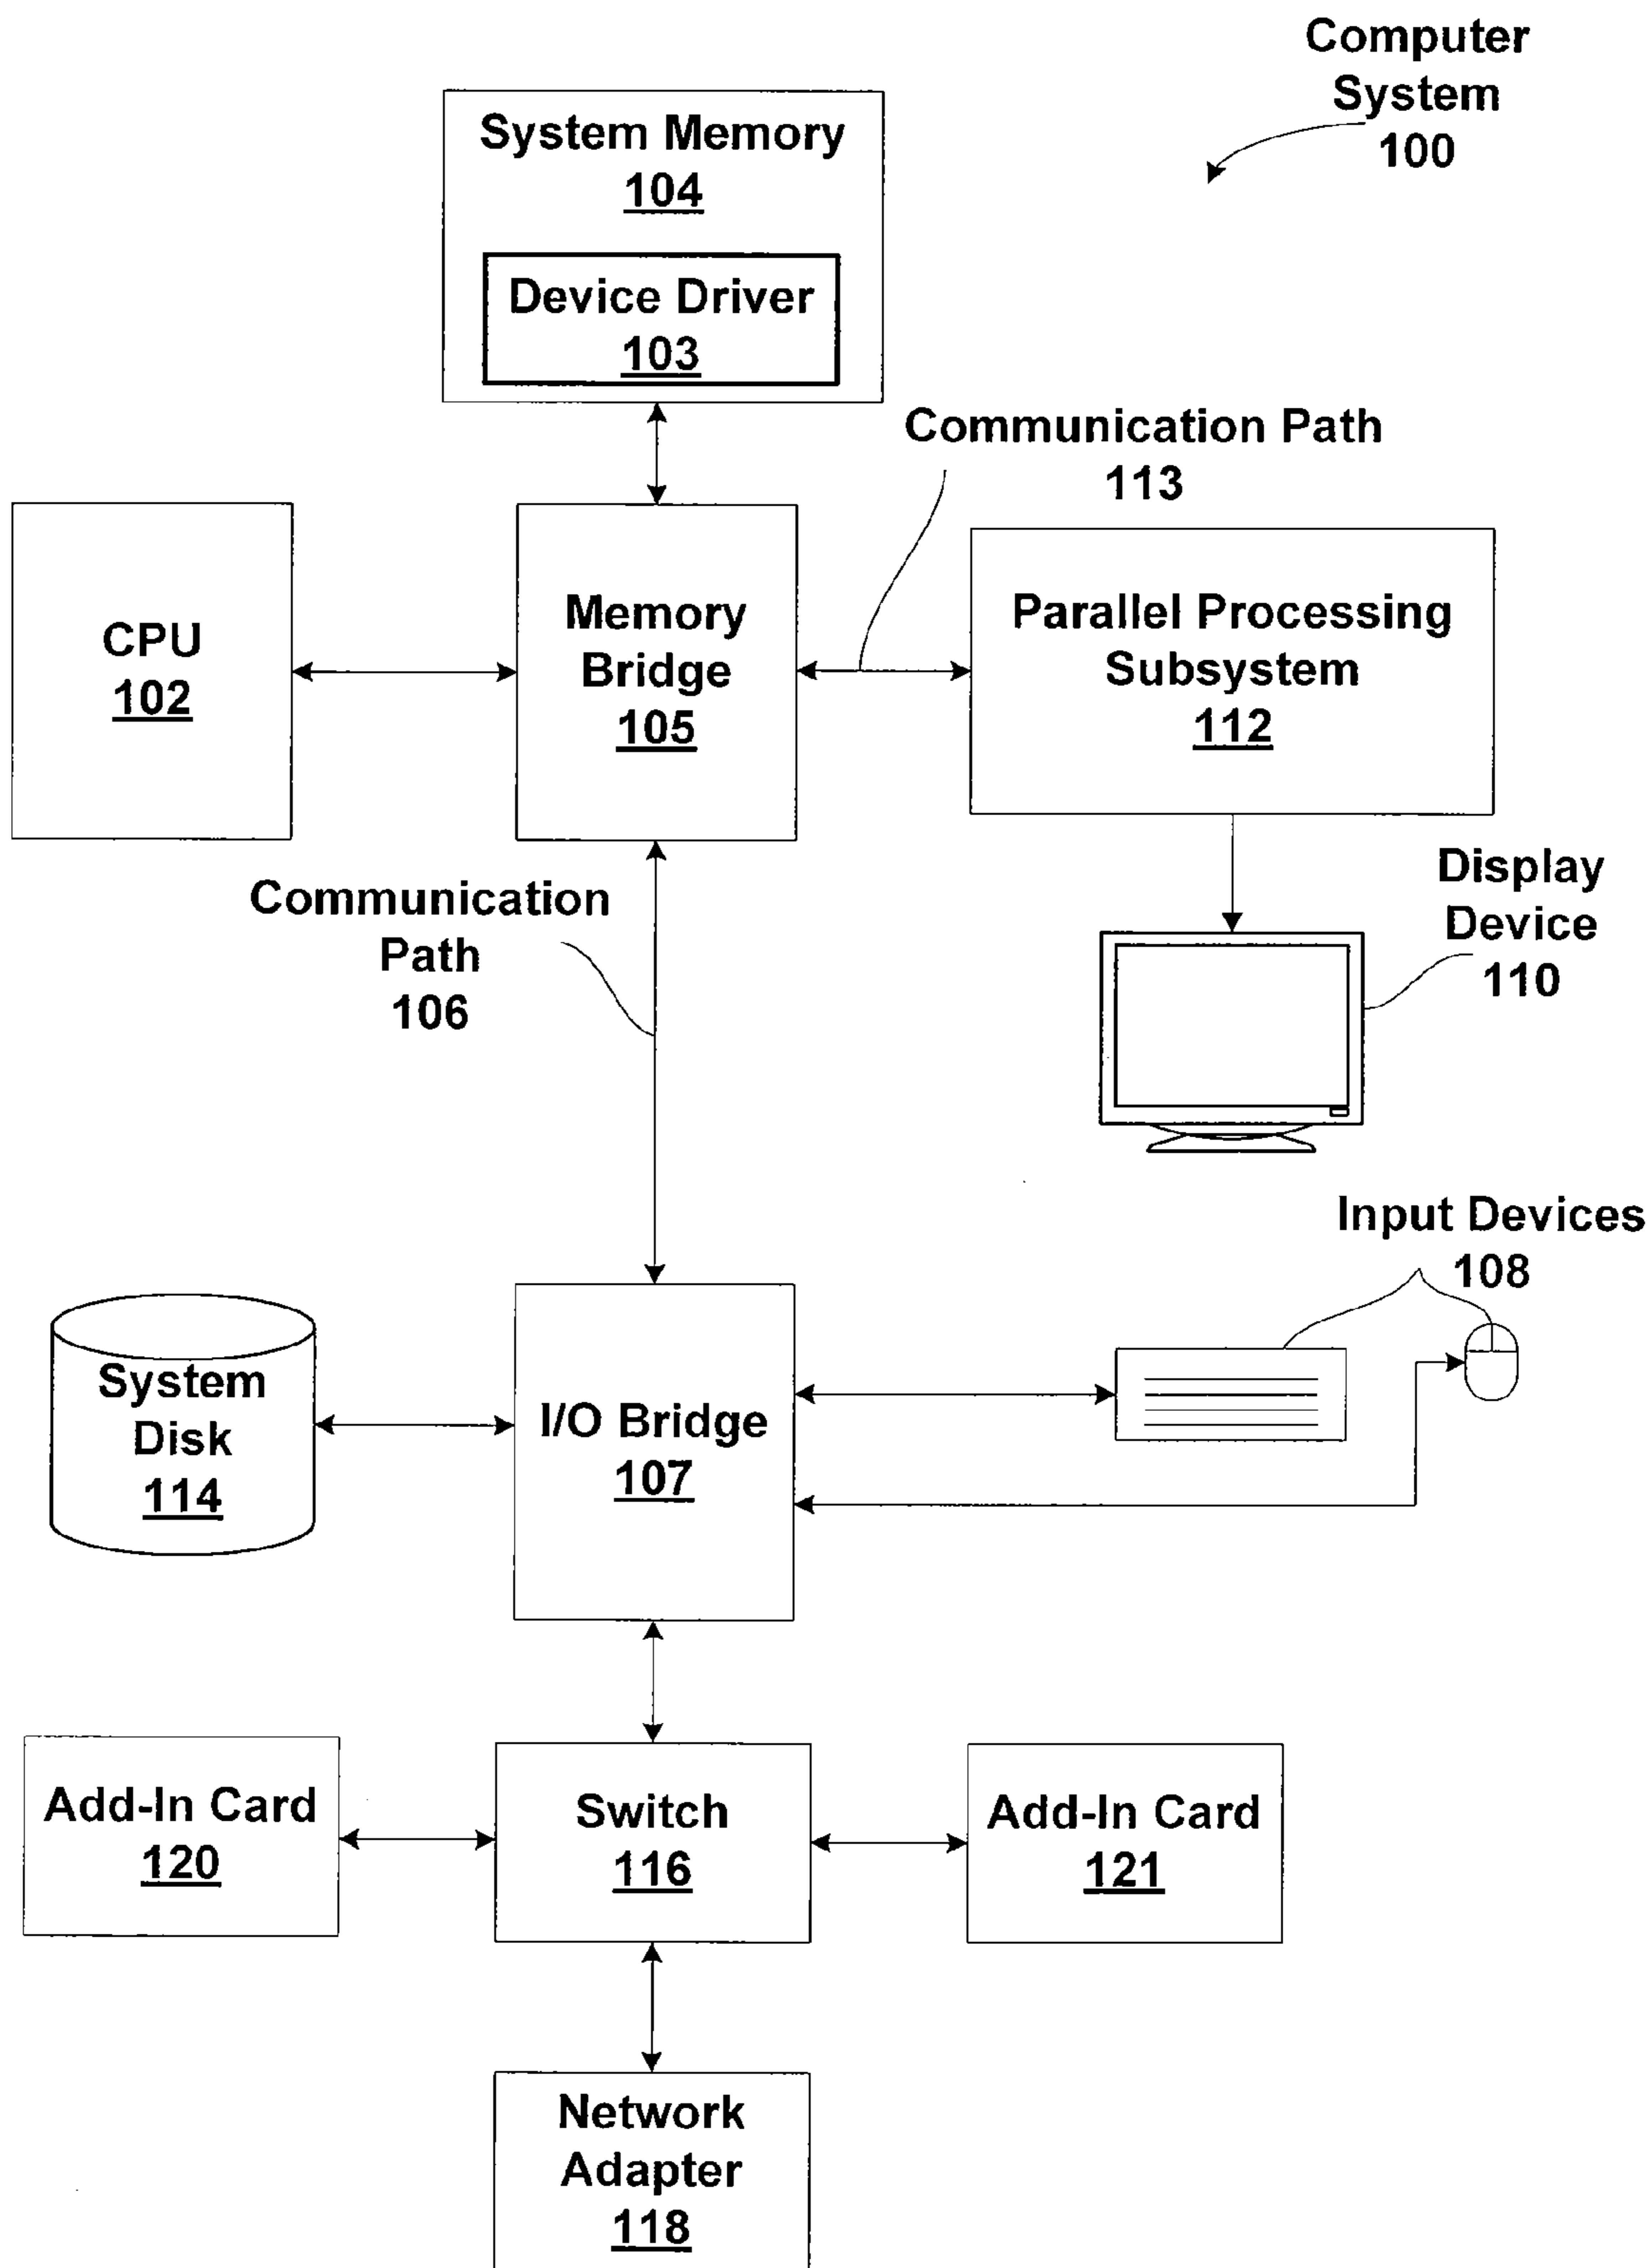 Computer
System
100
System Memory
104
Device Driver
103
Communication Path
113
CPU
102
Memory
Bridge
105
Parallel Processing
Subsystem
112
Communication
Path
106
Display
Device
110
Input Devices
108
System
Disk
114
I/O Bridge
107
Add-In Card
120
Switch
116
Add-In Card
121
Network
Adapter
118